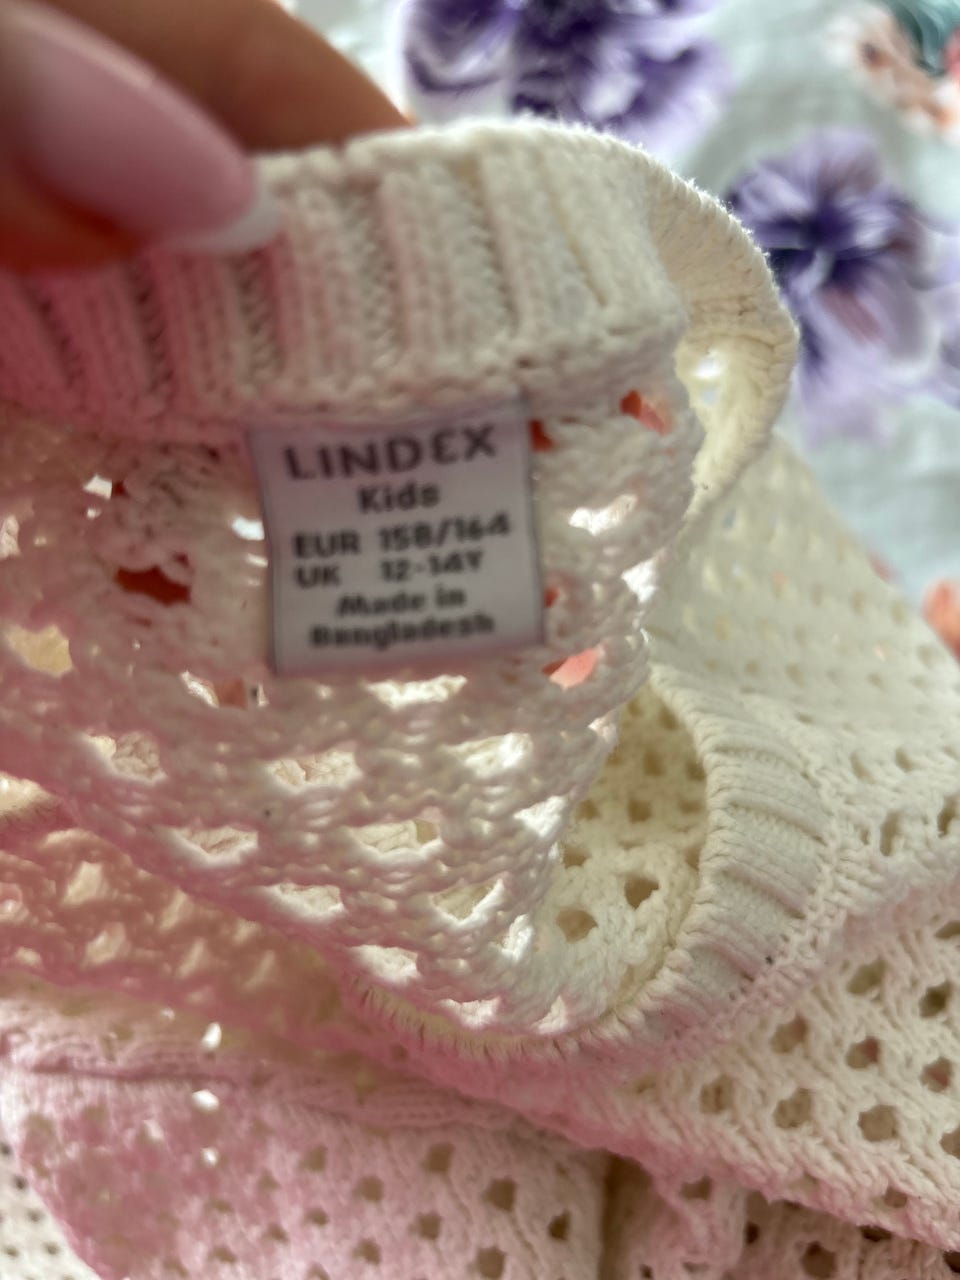 LINDEX
Kids
EUR 158/164
UK 12-14Y
Made in
Bangladesh